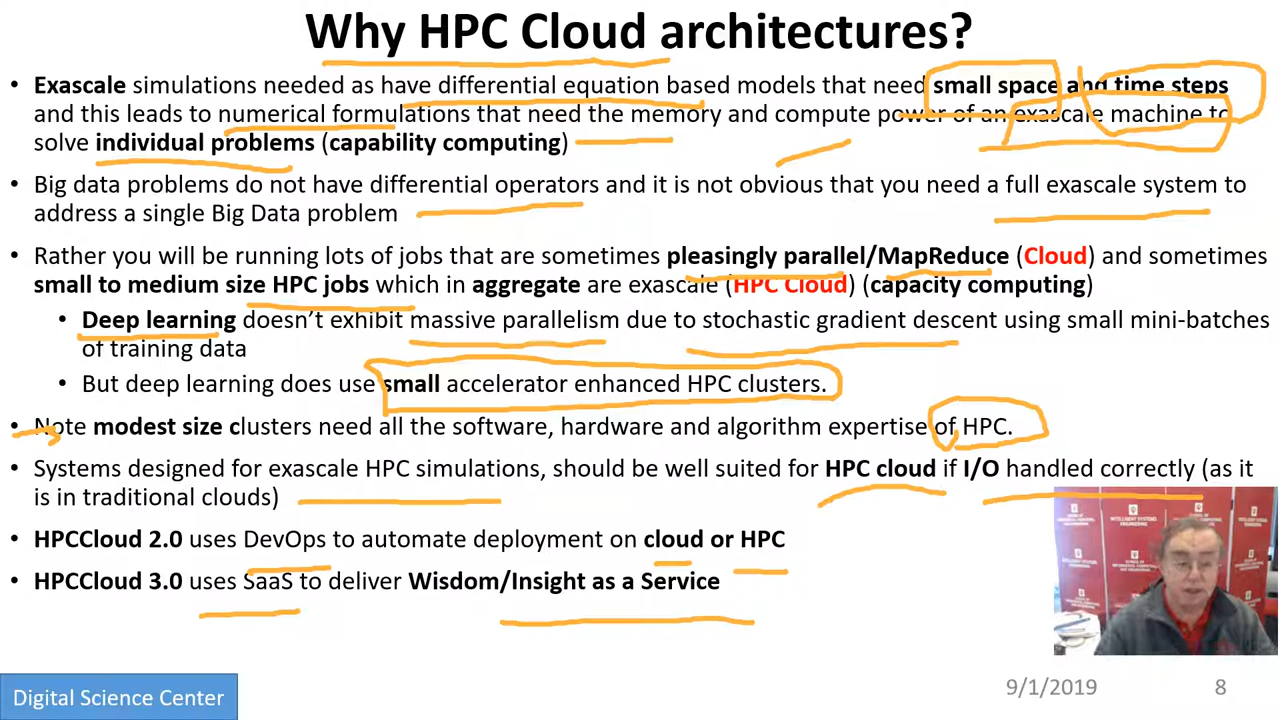 Why HPC Cloud architectures?
• Exascale simulations needed as have differential equation based models that need small space and time steps
and this leads to numerical formulations that need the memory and compute power of an exascale machine to
solve individual problems (capability computing)
• Big data problems do not have differential operators and it is not obvious that you need a full exascale system to
address a single Big Data problem
• Rather you will be running lots of jobs that are sometimes pleasingly parallel/MapReduce (Cloud) and sometimes
small to medium size HPC jobs which in aggregate are exascale (HPC Cloud) (capacity computing)
• Deep learning doesn't exhibit massive parallelism due to stochastic gradient descent using small mini-batches
of training data
• But deep learning does use small accelerator enhanced HPC clusters.
• Note modest size clusters need all the software, hardware and algorithm expertise of HPC.
• Systems designed for exascale HPC simulations, should be well suited for HPC cloud if I/O handled correctly (as it
is in traditional clouds)
• HPCCloud 2.0 uses DevOps to automate deployment on cloud or HPC
• HPCCloud 3.0 uses SaaS to deliver Wisdom/Insight as a Service
Digital Science Center
9/1/2019
8